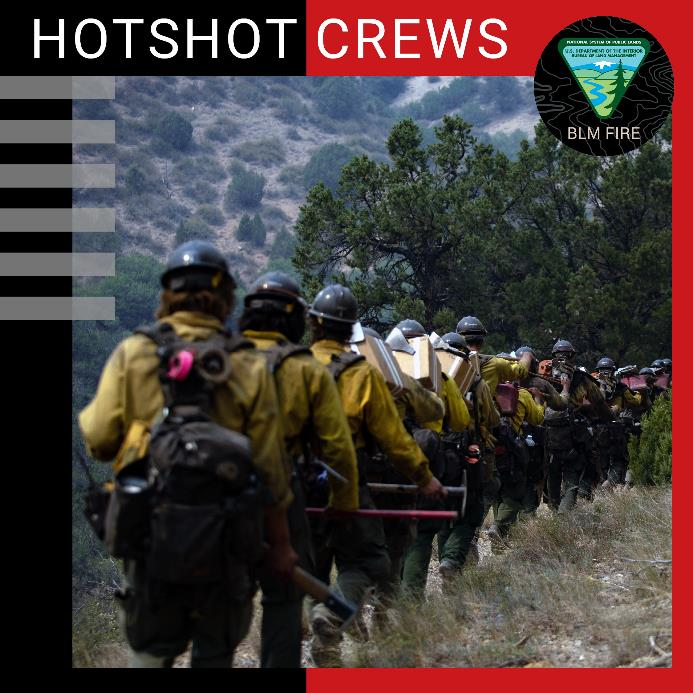 HOTSHOT CREWS
NATIONAL SYSTEM OF PUBLIC LANDS
U.S. DEPARTMENT OF THE INTERIOR
BUREAU OF LAND MANAGEMENT
BLM FIRE